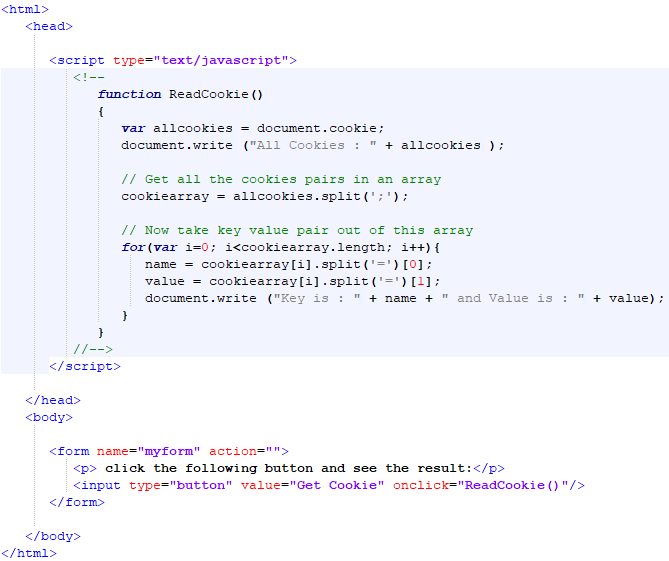 <html>
<head>
<script type="text/javascript">
<!--
function ReadCookie()
{
var allcookies = document.cookie;
document.write ("All Cookies : " + allcookies );
// Get all the cookies pairs in an array
cookiearray = allcookies.split(';');
// Now take key value pair out of this array
for(var i=0; i<cookiearray.length; i++){
name = cookiearray[i].split('=')[0];
value = cookiearray[i].split('=')[1];
document.write ("Key is : " + name + " and Value is : " + value);
}
}
//-->
</script>
</head>
<body>
<form name="myform" action="">
<p> click the following button and see the result:</p>
<input type="button" value="Get Cookie" onclick="ReadCookie()"/>
</form>
</body>
</html>